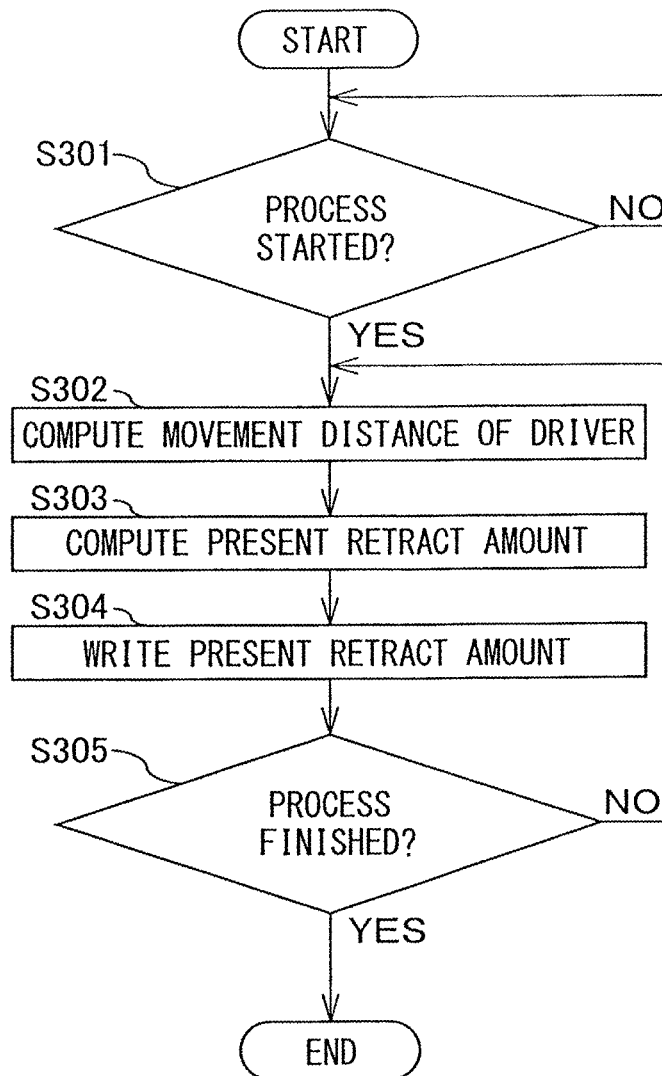 START
S301
PROCESS
STARTED?
NO
YES
S302
COMPUTE MOVEMENT DISTANCE OF DRIVER
S303
COMPUTE PRESENT RETRACT AMOUNT
S304
WRITE PRESENT RETRACT AMOUNT
S305
PROCESS
FINISHED?
NO
YES
END